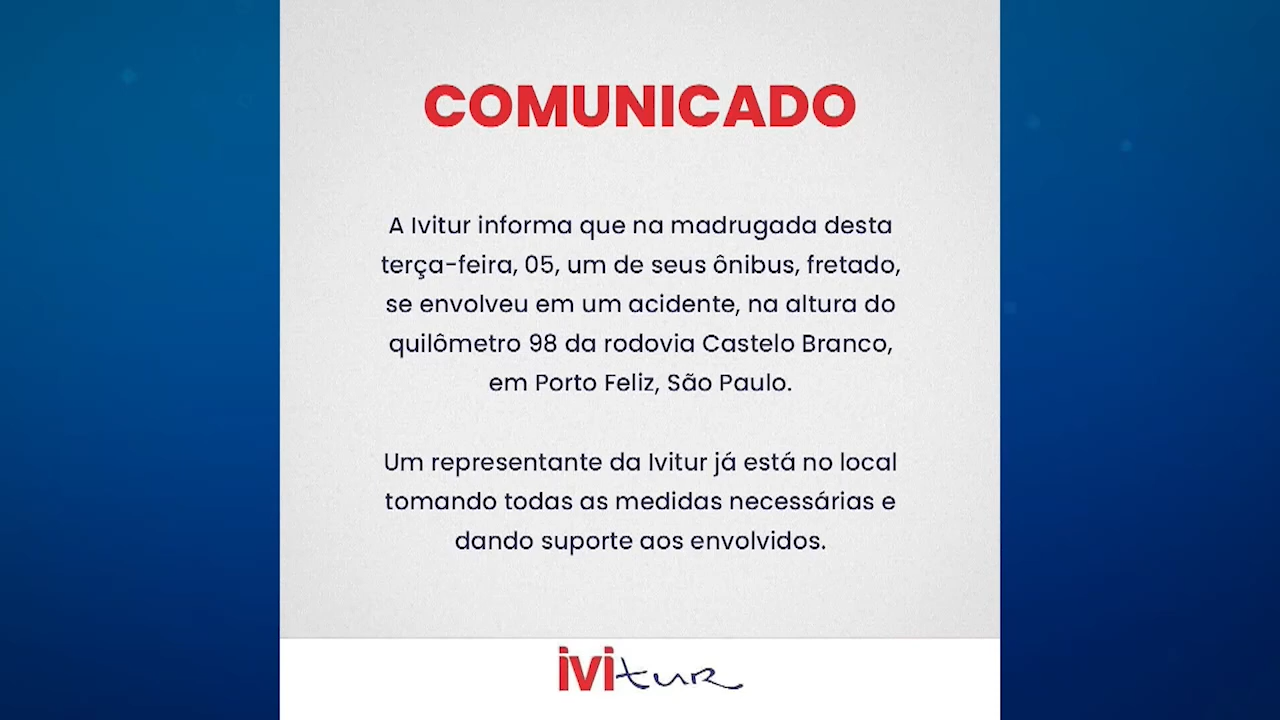 COMUNICADO
A Ivitur informa que na madrugada desta
terça-feira, 05, um de seus ônibus, fretado,
se envolveu em um acidente, na altura do
quilômetro 98 da rodovia Castelo Branco,
em Porto Feliz, São Paulo.
Um representante da Ivitur já está no local
tomando todas as medidas necessárias e
dando suporte aos envolvidos.
ivitur